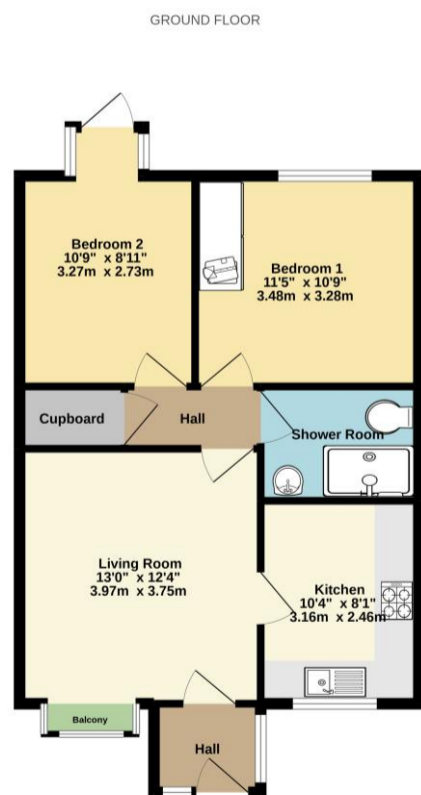 GROUND FLOOR
Bedroom 2
10'9" x 8'11"
3.27m x 2.73m
Bedroom 1
11'5" x 10'9"
3.48m x 3.28m
Cupboard
Hall
Shower Room
Living Room
13'0" x 12'4"
3.97m x 3.75m
Kitchen
10'4" x 8'1"
3.16m x 2.46m
Balcony
Hall